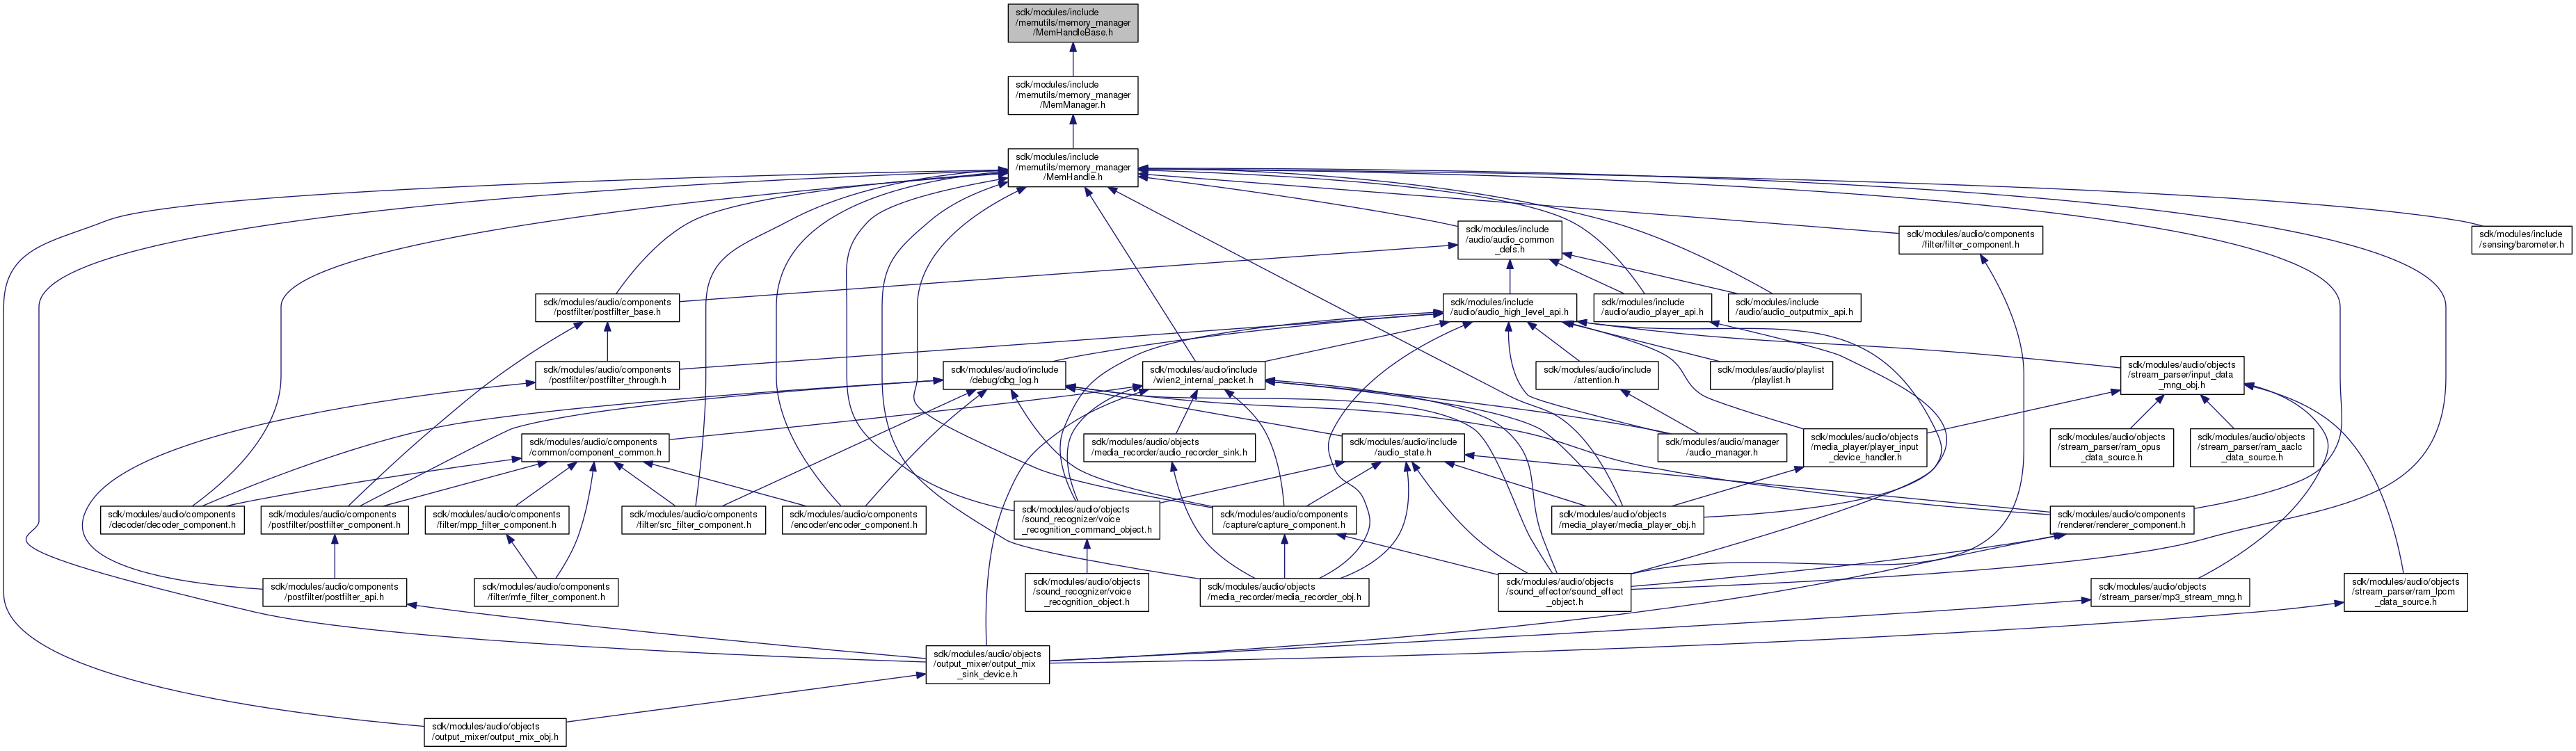 sdk/modules/include
/memutils/memory_manager
/MemHandleBase.h
sdk/modules/include
/memutils/memory_manager
/MemManager.h
sdk/modules/include
/memutils/memory_manager
/MemHandle.h
sdk/modules/include
/audio/audio_common
_defs.h
sdk/modules/audio/components
/filter/filter_component.h
sdk/modules/include
/sensing/barometer.h
sdk/modules/audio/components
/postfilter/postfilter_base.h
sdk/modules/include
/audio/audio_high_level_api.h
sdk/modules/include
/audio/audio_player_api.h
sdk/modules/include
/audio/audio_outputmix_api.h
sdk/modules/audio/components
/postfilter/postfilter_through.h
sdk/modules/audio/include
/debug/dbg_log.h
sdk/modules/audio/include
/wien2_internal_packet.h
sdk/modules/audio/include
/attention.h
sdk/modules/audio/playlist
/playlist.h
sdk/modules/audio/objects
/stream_parser/input_data
_mng_obj.h
sdk/modules/audio/components
/common/component_common.h
sdk/modules/audio/objects
/media_recorder/audio_recorder_sink.h
sdk/modules/audio/include
/audio_state.h
sdk/modules/audio/manager
/audio_manager.h
sdk/modules/audio/objects
/media_player/player_input
_device_handler.h
sdk/modules/audio/objects
/stream_parser/ram_opus
_data_source.h
sdk/modules/audio/objects
/stream_parser/ram_aaclc
_data_source.h
sdk/modules/audio/components
/decoder/decoder_component.h
sdk/modules/audio/components
/postfilter/postfilter_component.h
sdk/modules/audio/components
/filter/mpp_filter_component.h
sdk/modules/audio/components
/filter/src_filter_component.h
sdk/modules/audio/components
/encoder/encoder_component.h
sdk/modules/audio/objects
/sound_recognizer/voice
_recognition_command_object.h
sdk/modules/audio/components
/capture/capture_component.h
sdk/modules/audio/objects
/media_player/media_player_obj.h
sdk/modules/audio/components
/renderer/renderer_component.h
sdk/modules/audio/components
/postfilter/postfilter_api.h
sdk/modules/audio/components
/filter/mfe_filter_component.h
sdk/modules/audio/objects
/sound_recognizer/voice
_recognition_object.h
sdk/modules/audio/objects
/media_recorder/media_recorder_obj.h
sdk/modules/audio/objects
/sound_effector/sound_effect
_object.h
sdk/modules/audio/objects
/stream_parser/mp3_stream_mng.h
sdk/modules/audio/objects
/stream_parser/ram_lpcm
_data_source.h
sdk/modules/audio/objects
/output_mixer/output_mix
_sink_device.h
sdk/modules/audio/objects
/output_mixer/output_mix_obj.h